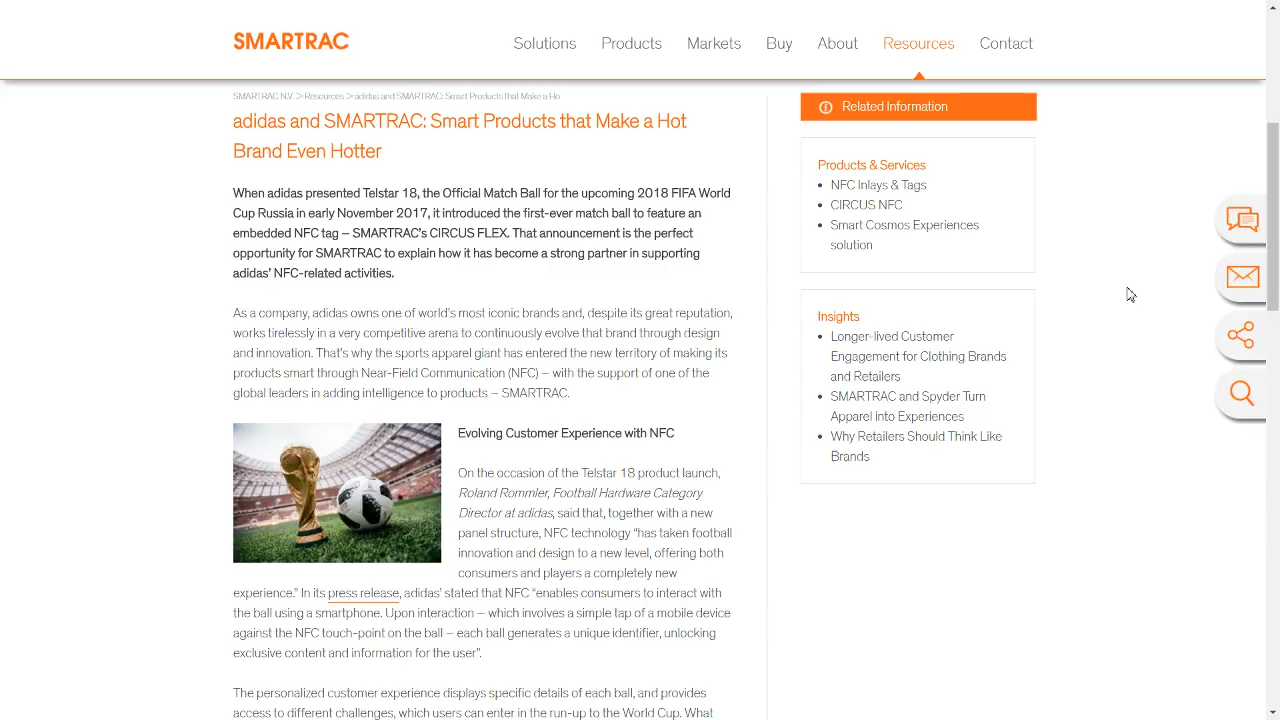 SMARTRAC
Solutions Products Markets Buy About Resources Contact
SMARTRAC N.V. > Resources > adidas and SMARTRAC: Smart Products that Make a Ho
adidas and SMARTRAC: Smart Products that Make a Hot
Brand Even Hotter
When adidas presented Telstar 18, the Official Match Ball for the upcoming 2018 FIFA World
Cup Russia in early November 2017, it introduced the first-ever match ball to feature an
embedded NFC tag – SMARTRAC's CIRCUS FLEX. That announcement is the perfect
opportunity for SMARTRAC to explain how it has become a strong partner in supporting
adidas' NFC-related activities.
As a company, adidas owns one of world's most iconic brands and, despite its great reputation,
works tirelessly in a very competitive arena to continuously evolve that brand through design
and innovation. That's why the sports apparel giant has entered the new territory of making its
products smart through Near-Field Communication (NFC) – with the support of one of the
global leaders in adding intelligence to products – SMARTRAC.
Evolving Customer Experience with NFC
On the occasion of the Telstar 18 product launch,
Roland Rommler, Football Hardware Category
Director at adidas, said that, together with a new
panel structure, NFC technology “has taken football
innovation and design to a new level, offering both
consumers and players a completely new
experience.” In its press release, adidas' stated that NFC “enables consumers to interact with
the ball using a smartphone. Upon interaction – which involves a simple tap of a mobile device
against the NFC touch-point on the ball – each ball generates a unique identifier, unlocking
exclusive content and information for the user”.
The personalized customer experience displays specific details of each ball, and provides
access to different challenges, which users can enter in the run-up to the World Cup. What
Related Information
Products & Services
• NFC Inlays & Tags
• CIRCUS NFC
• Smart Cosmos Experiences
solution
Insights
• Longer-lived Customer
Engagement for Clothing Brands
and Retailers
• SMARTRAC and Spyder Turn
Apparel into Experiences
• Why Retailers Should Think Like
Brands